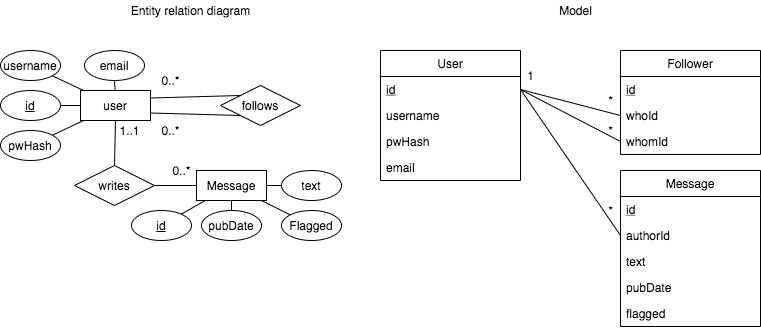 Entity relation diagram
username
email
id
user
pwHash
0..*
0..*
follows
1..1
writes
0..*
Message
text
id
pubDate
Flagged
Model
User
id
username
pwHash
email
1
*
*
*
Follower
id
whoId
whomId
Message
id
authorId
text
pubDate
flagged